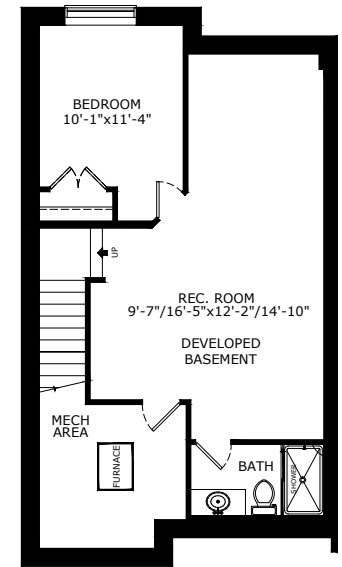 BEDROOM
10'-1"x11'-4"
UP
REC. ROOM
9'-7"/16'-5"x12'-2"/14'-10"
DEVELOPED
BASEMENT
MECH
AREA
FURNACE
BATH
SHOWER